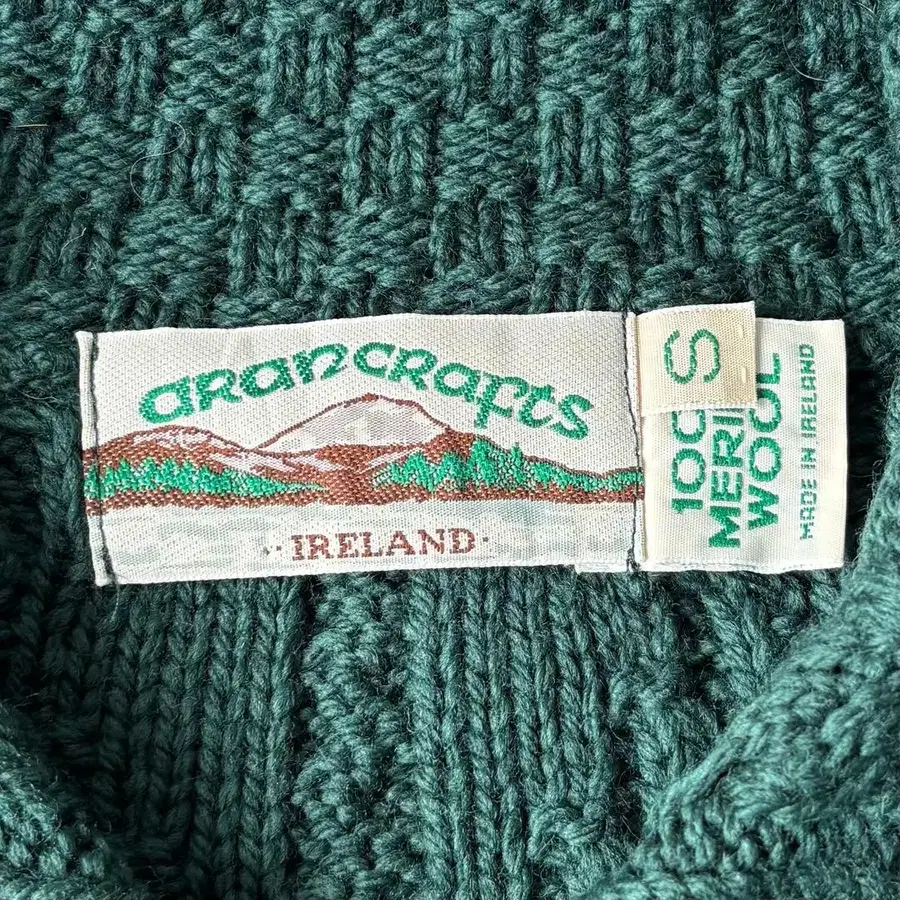 arancrafts
·IRELAND·
S
WOOL
MADE IN IRELAND